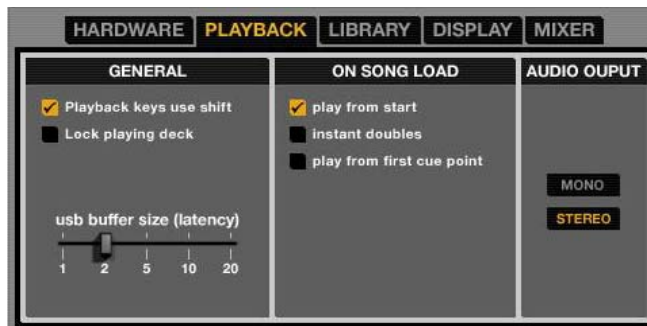 HARDWARE PLAYBACK LIBRARY DISPLAY MIXER
GENERAL
Playback keys use shift
Lock playing deck
usb buffer size (latency)
1 2 5 10 20
ON SONG LOAD
play from start
instant doubles
play from first cue point
AUDIO OUPUT
MONO
STEREO